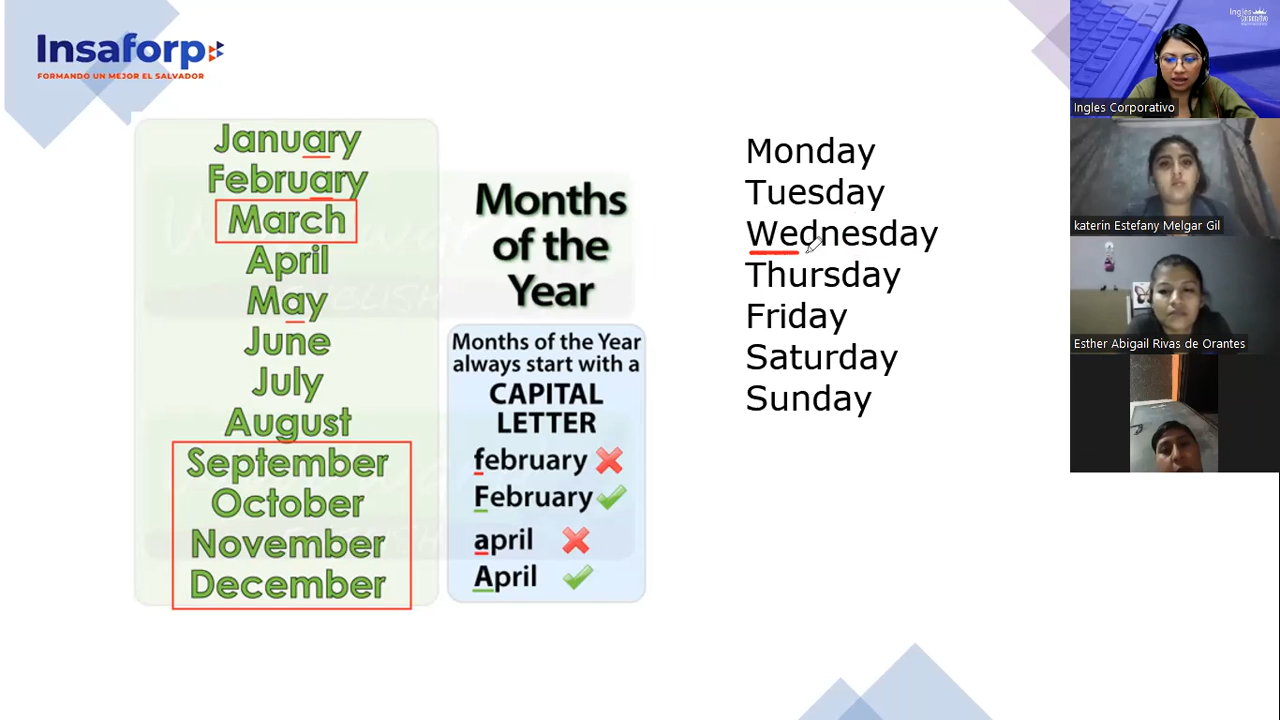 Insaforp
FORMANDO UN MEJOR EL SALVADOR
January
February
March
April
May
June
July
August
September
October
November
December
Months
of the
Year
Months of the Year
always start with a
CAPITAL
LETTER
february
February
april
April
Monday
Tuesday
Wednesday
Thursday
Friday
Saturday
Sunday
Ingles
corporativo
Ingles Corporativo
katerin Estefany Melgar Gil
Esther Abigail Rivas de Orantes